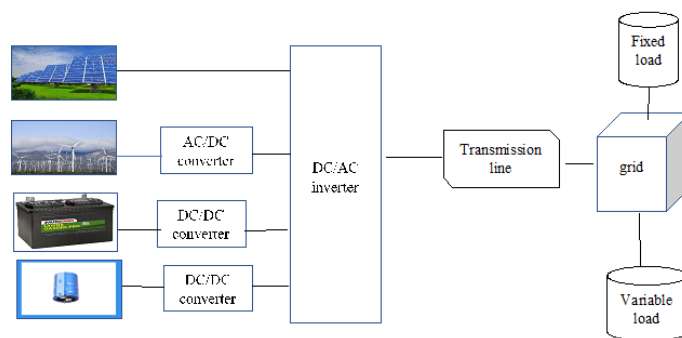 Fixed
load
AC/DC
converter
DC/AC
inverter
Transmission
line
grid
DC/DC
converter
DC/DC
converter
Variable
load